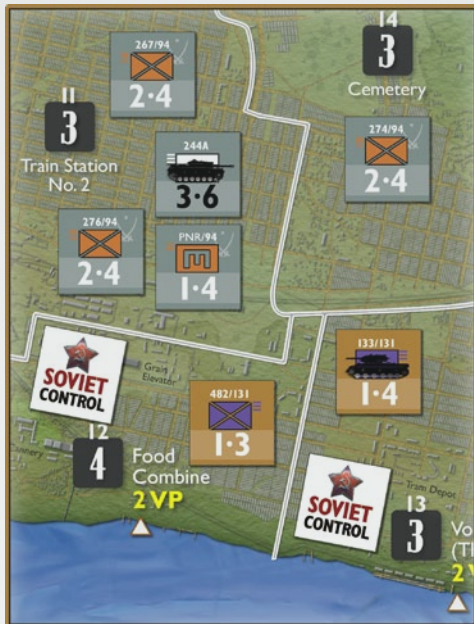 267/94
2-4
14
3
Cemetery
11
3
Train Station
No. 2
244A
3-6
274/94
2-4
276/94
2-4
PNR/94
1-4
SOVIET
CONTROL
Grain
Elevator
133/131
1-4
482/131
1-3
12
4
Food
Combine
2 VP
SOVIET
CONTROL
Tram Depot
13
3